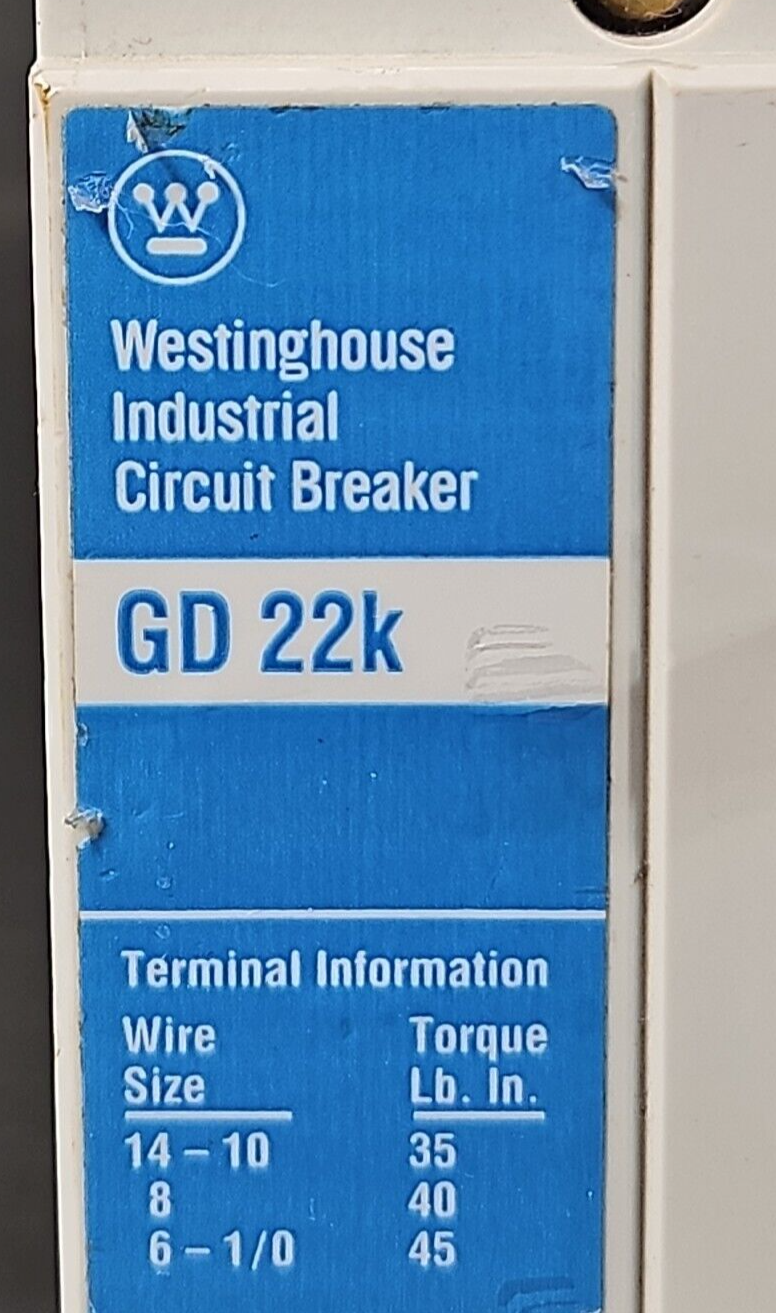 Westinghouse
Industrial
Circuit Breaker
GD 22k
Terminal Information
Wire Torque
Size Lb. In.
14 – 10 35
8 40
6 – 1/0 45